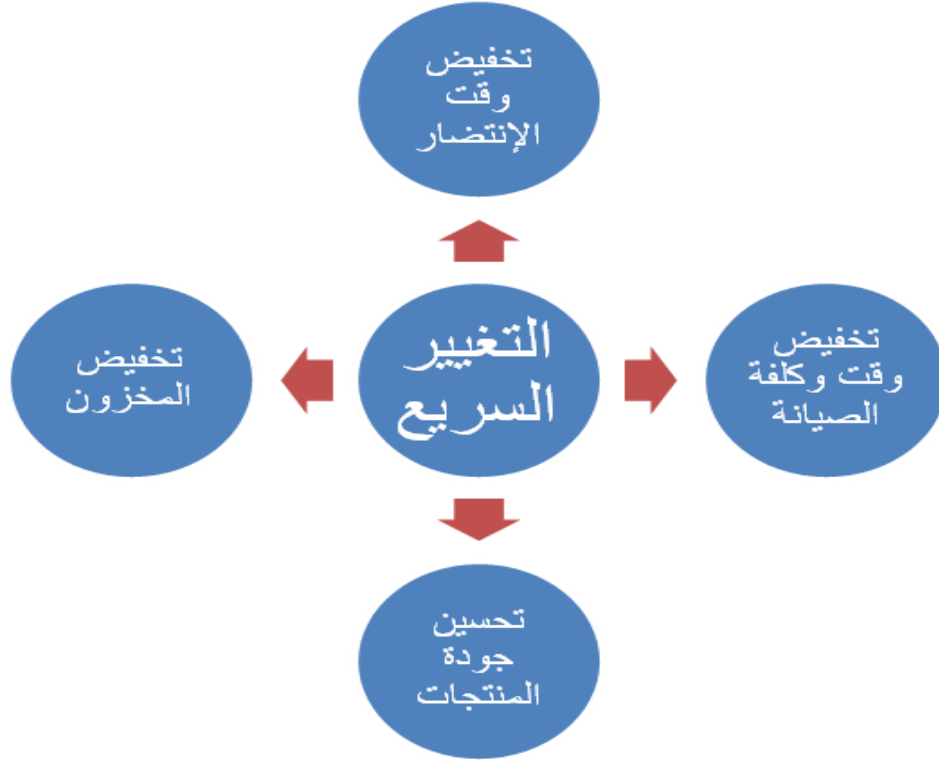 تخفيض
وقت
الإنتضار
التغيير
السريع
تخفيض
وقت وكلفة
الصيانة
تخفيض
المخزون
تحسين
جودة
المنتجات